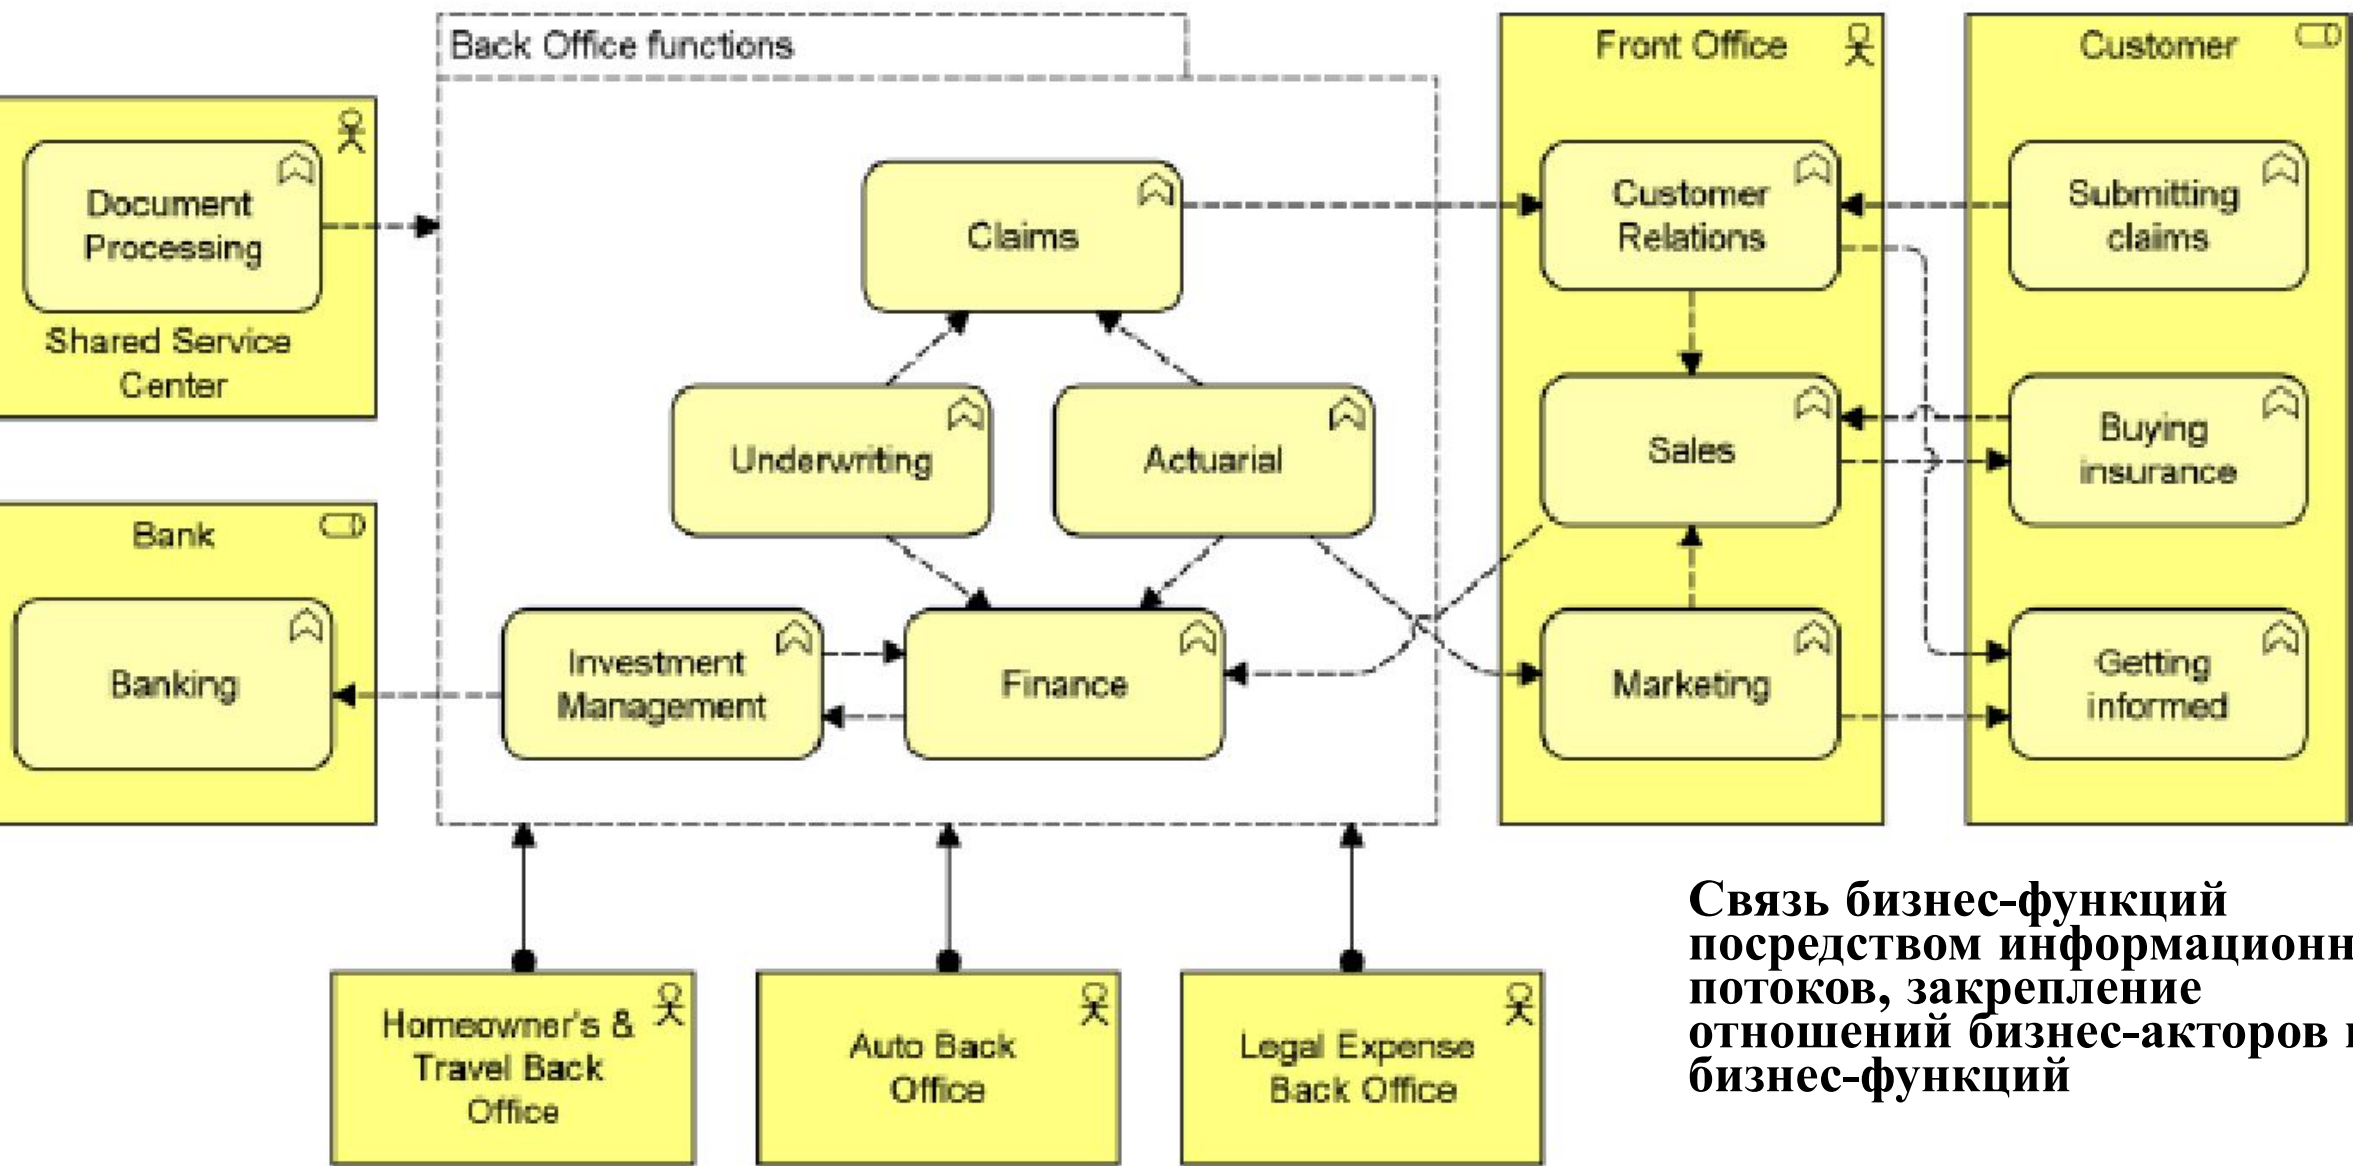 Back Office functions
Front Office
Customer
Document
Processing
Shared Service
Center
Claims
Customer
Relations
Submitting
claims
Underwriting
Actuarial
Sales
Buying
insurance
Bank
Banking
Investment
Management
Finance
Marketing
Getting
informed
Homeowner's &
Travel Back
Office
Auto Back
Office
Legal Expense
Back Office
Связь бизнес-функций
посредством информационн
потоков, закрепление
отношений бизнес-акторов
бизнес-функций